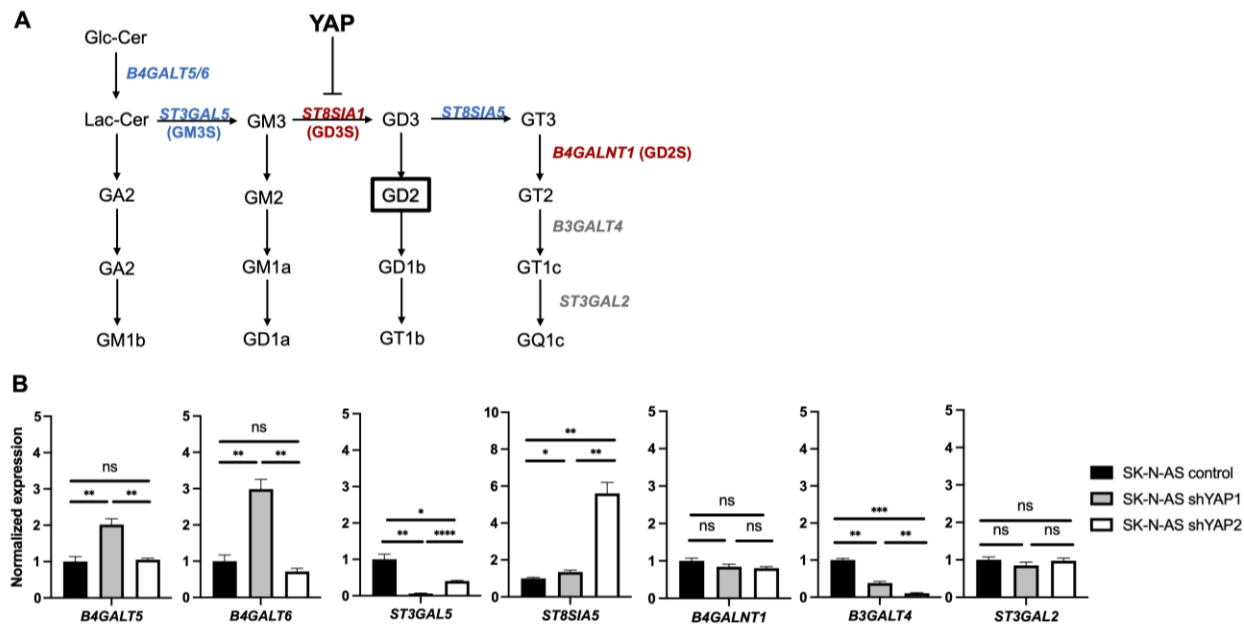 A
YAP
Glc-Cer
B4GALT5/6
Lac-Cer ST3GAL5 GM3 ST8SIA1 GD3 ST8SIA5 GT3
(GM3S) (GD3S)
B4GALNT1 (GD2S)
GA2 GM2 GD2 GT2
B3GALT4
GA2 GM1a GD1b GT1c
ST3GAL2
GM1b GD1a GT1b GQ1c
B
Normalized expression
5
4
3
2
1
0
ns
** **
B4GALT5
5
4
3
2
1
0
ns
** **
B4GALT6
5
4
3
2
1
0
*
** ****
ST3GAL5
10
8
6
4
2
0
**
* **
ST8SIA5
5
4
3
2
1
0
ns
ns ns
B4GALNT1
5
4
3
2
1
0
***
** **
B3GALT4
5
4
3
2
1
0
ns
ns ns
ST3GAL2
SK-N-AS control
SK-N-AS shYAP1
SK-N-AS shYAP2